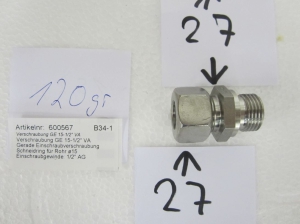 27
120gr
Artikelnr. 600567 B34-1
Verschraubung GE 15-1/2" VA
Verschraubung GE 15-1/2" VA
Gerade Einschraubverschraubung
Schneidring für Rohr ø15
Einschraubgewinde 1/2" AG
27